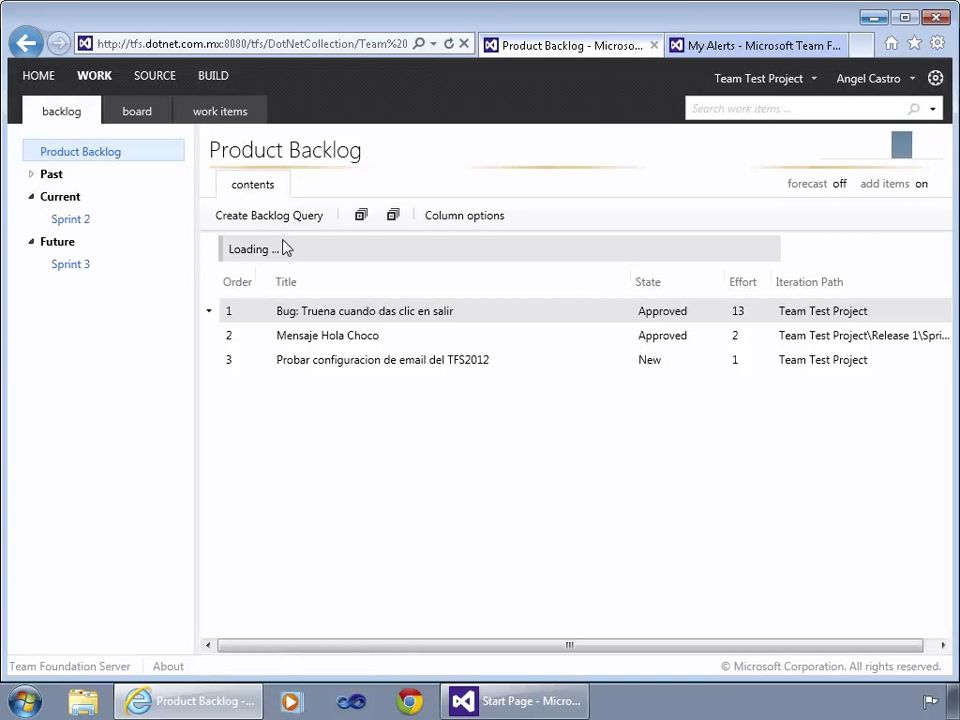 http://tfs.dotnet.com.mx:8080/tfs/DotNetCollection/Team%20
Product Backlog - Microso...
My Alerts - Microsoft Team F...
HOME
WORK
SOURCE
BUILD
Team Test Project
Angel Castro
backlog
board
work items
Search work items ...
Product Backlog
Past
Current
Sprint 2
Future
Sprint 3
Product Backlog
contents
forecast off
add items on
Create Backlog Query
Column options
Loading ...
Order Title State Effort Iteration Path
1 Bug: Truena cuando das clic en salir Approved 13 Team Test Project
2 Mensaje Hola Choco Approved 2 Team Test Project\Release 1\Spri...
3 Probar configuracion de email del TFS2012 New 1 Team Test Project
Team Foundation Server
About
© Microsoft Corporation. All rights reserved.
Product Backlog -...
Start Page - Micro...